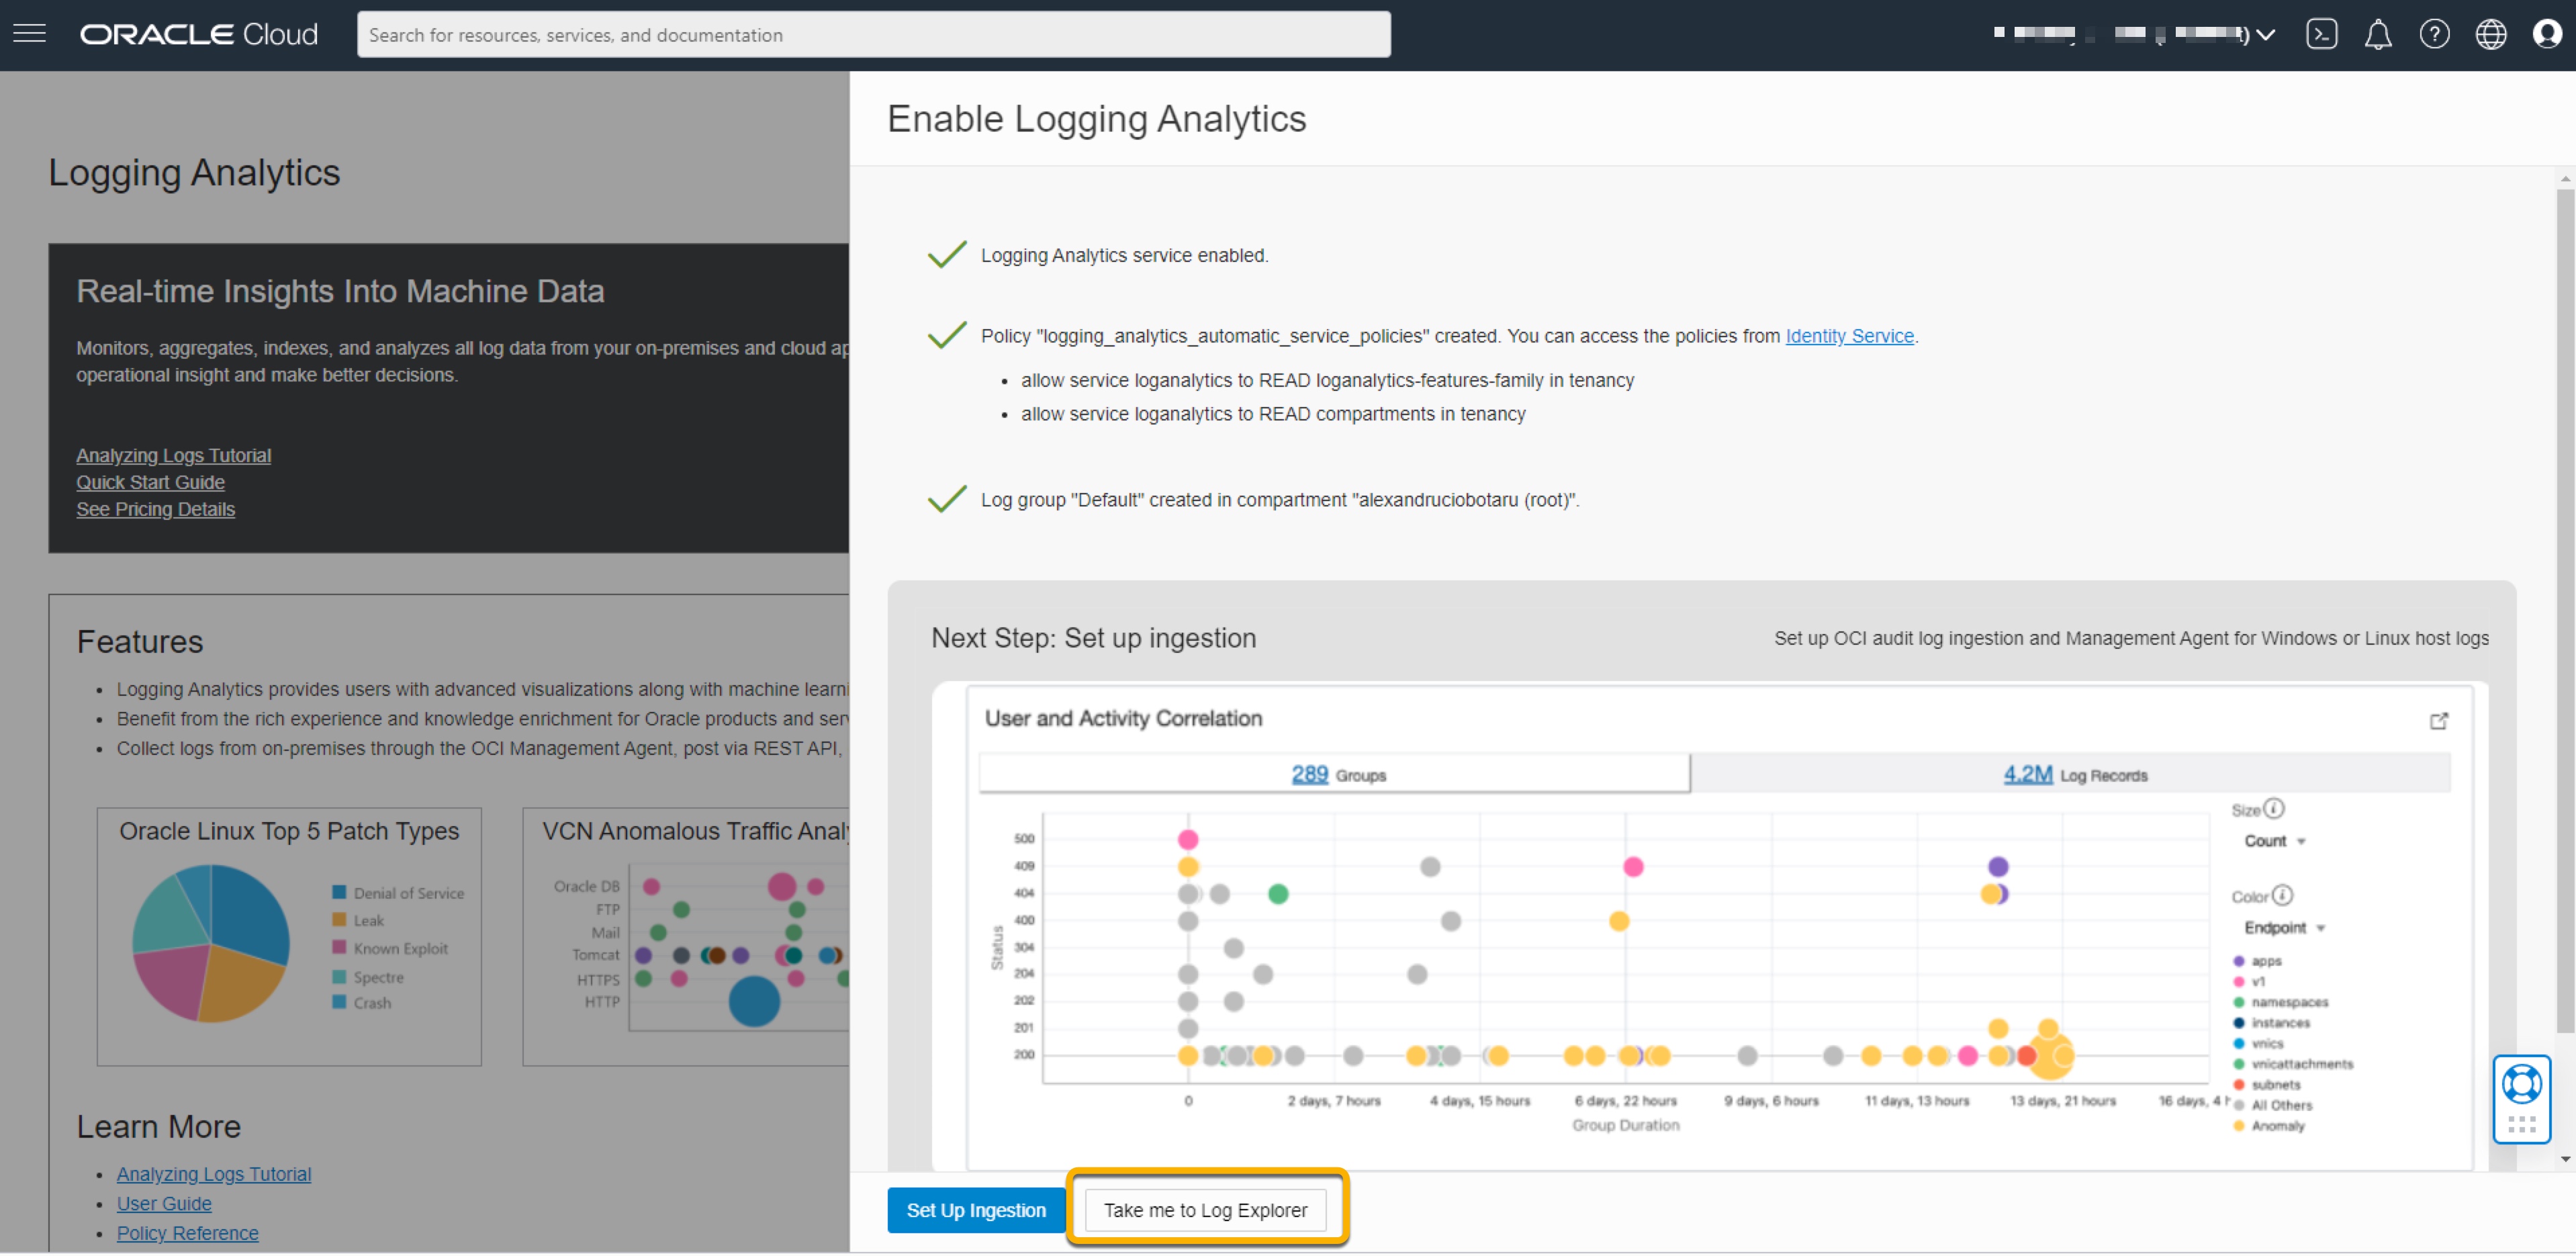 ORACLE Cloud
Search for resources, services, and documentation
Logging Analytics
Real-time Insights Into Machine Data
Monitors, aggregates, indexes, and analyzes all log data from your on-premises and cloud ap
operational insight and make better decisions.
Analyzing Logs Tutorial
Quick Start Guide
See Pricing Details
Features
Logging Analytics provides users with advanced visualizations along with machine learni
Benefit from the rich experience and knowledge enrichment for Oracle products and serv
Collect logs from on-premises through the OCI Management Agent, post via REST API,
Oracle Linux Top 5 Patch Types
Denial of Service
Leak
Known Exploit
Spectre
Crash
VCN Anomalous Traffic Analy
Oracle DB
FTP
Mail
Tomcat
HTTPS
HTTP
Learn More
Analyzing Logs Tutorial
User Guide
Policy Reference
Enable Logging Analytics
Logging Analytics service enabled.
Policy "logging_analytics_automatic_service_policies" created. You can access the policies from Identity Service.
allow service loganalytics to READ loganalytics-features-family in tenancy
allow service loganalytics to READ compartments in tenancy
Log group "Default" created in compartment "alexandruciobotaru (root)".
Next Step: Set up ingestion
Set up OCI audit log ingestion and Management Agent for Windows or Linux host logs
User and Activity Correlation
289 Groups
4.2M Log Records
Status
500
409
404
400
304
204
202
201
200
0
2 days, 7 hours
4 days, 15 hours
6 days, 22 hours
9 days, 6 hours
11 days, 13 hours
13 days, 21 hours
16 days, 4 h
Group Duration
Size
Count
Color
Endpoint
apps
v1
namespaces
instances
vnics
vnicattachments
subnets
All Others
Anomaly
Set Up Ingestion
Take me to Log Explorer